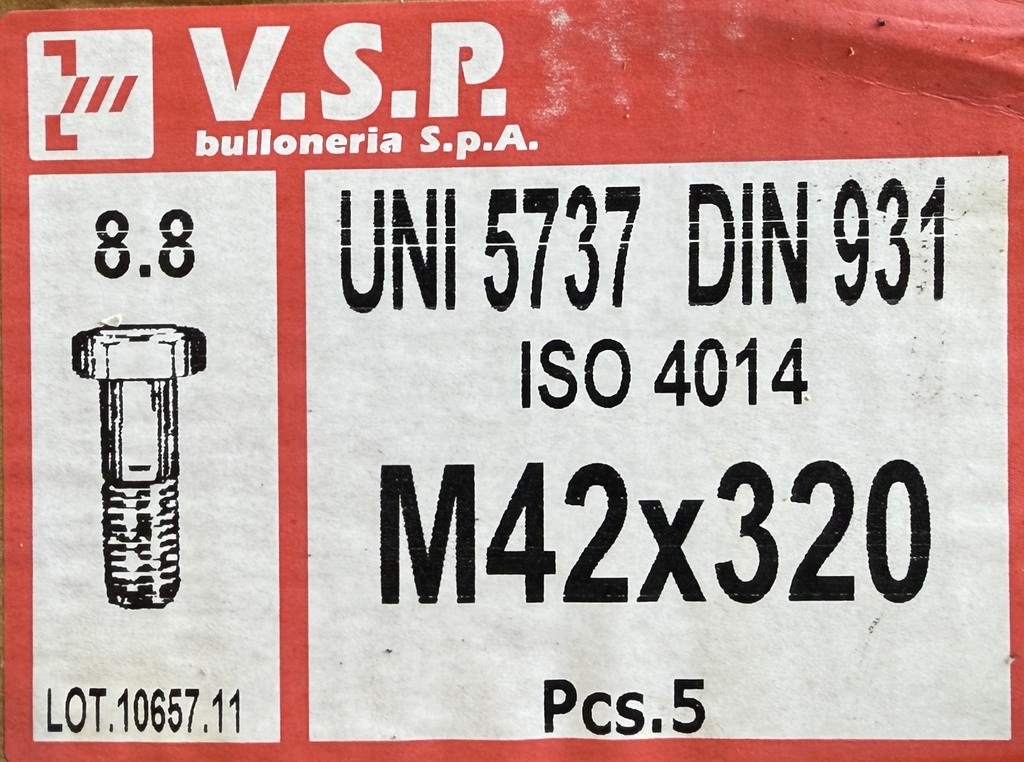 V.S.P.
bulloneria S.p.A.
8.8
UNI 5737 DIN 931
ISO 4014
M42x320
LOT.10657.11
Pcs.5